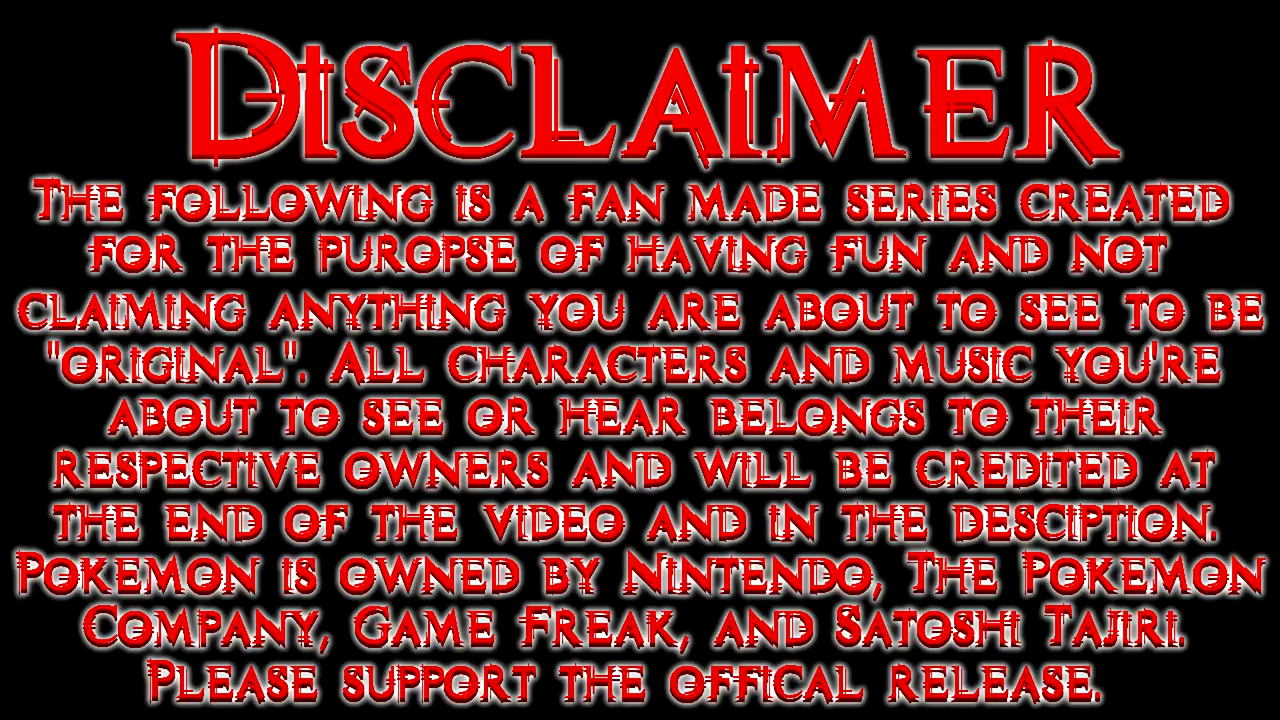 Disclaimer
The following is a fan made series created
for the puropse of having fun and not
claiming anything you are about to see to be
"original". All characters and music you're
about to see or hear belongs to their
respective owners and will be credited at
the end of the video and in the desciption.
Pokemon is owned by Nintendo, The Pokemon
Company, Game Freak, and Satoshi Tajiri.
Please support the offical release.